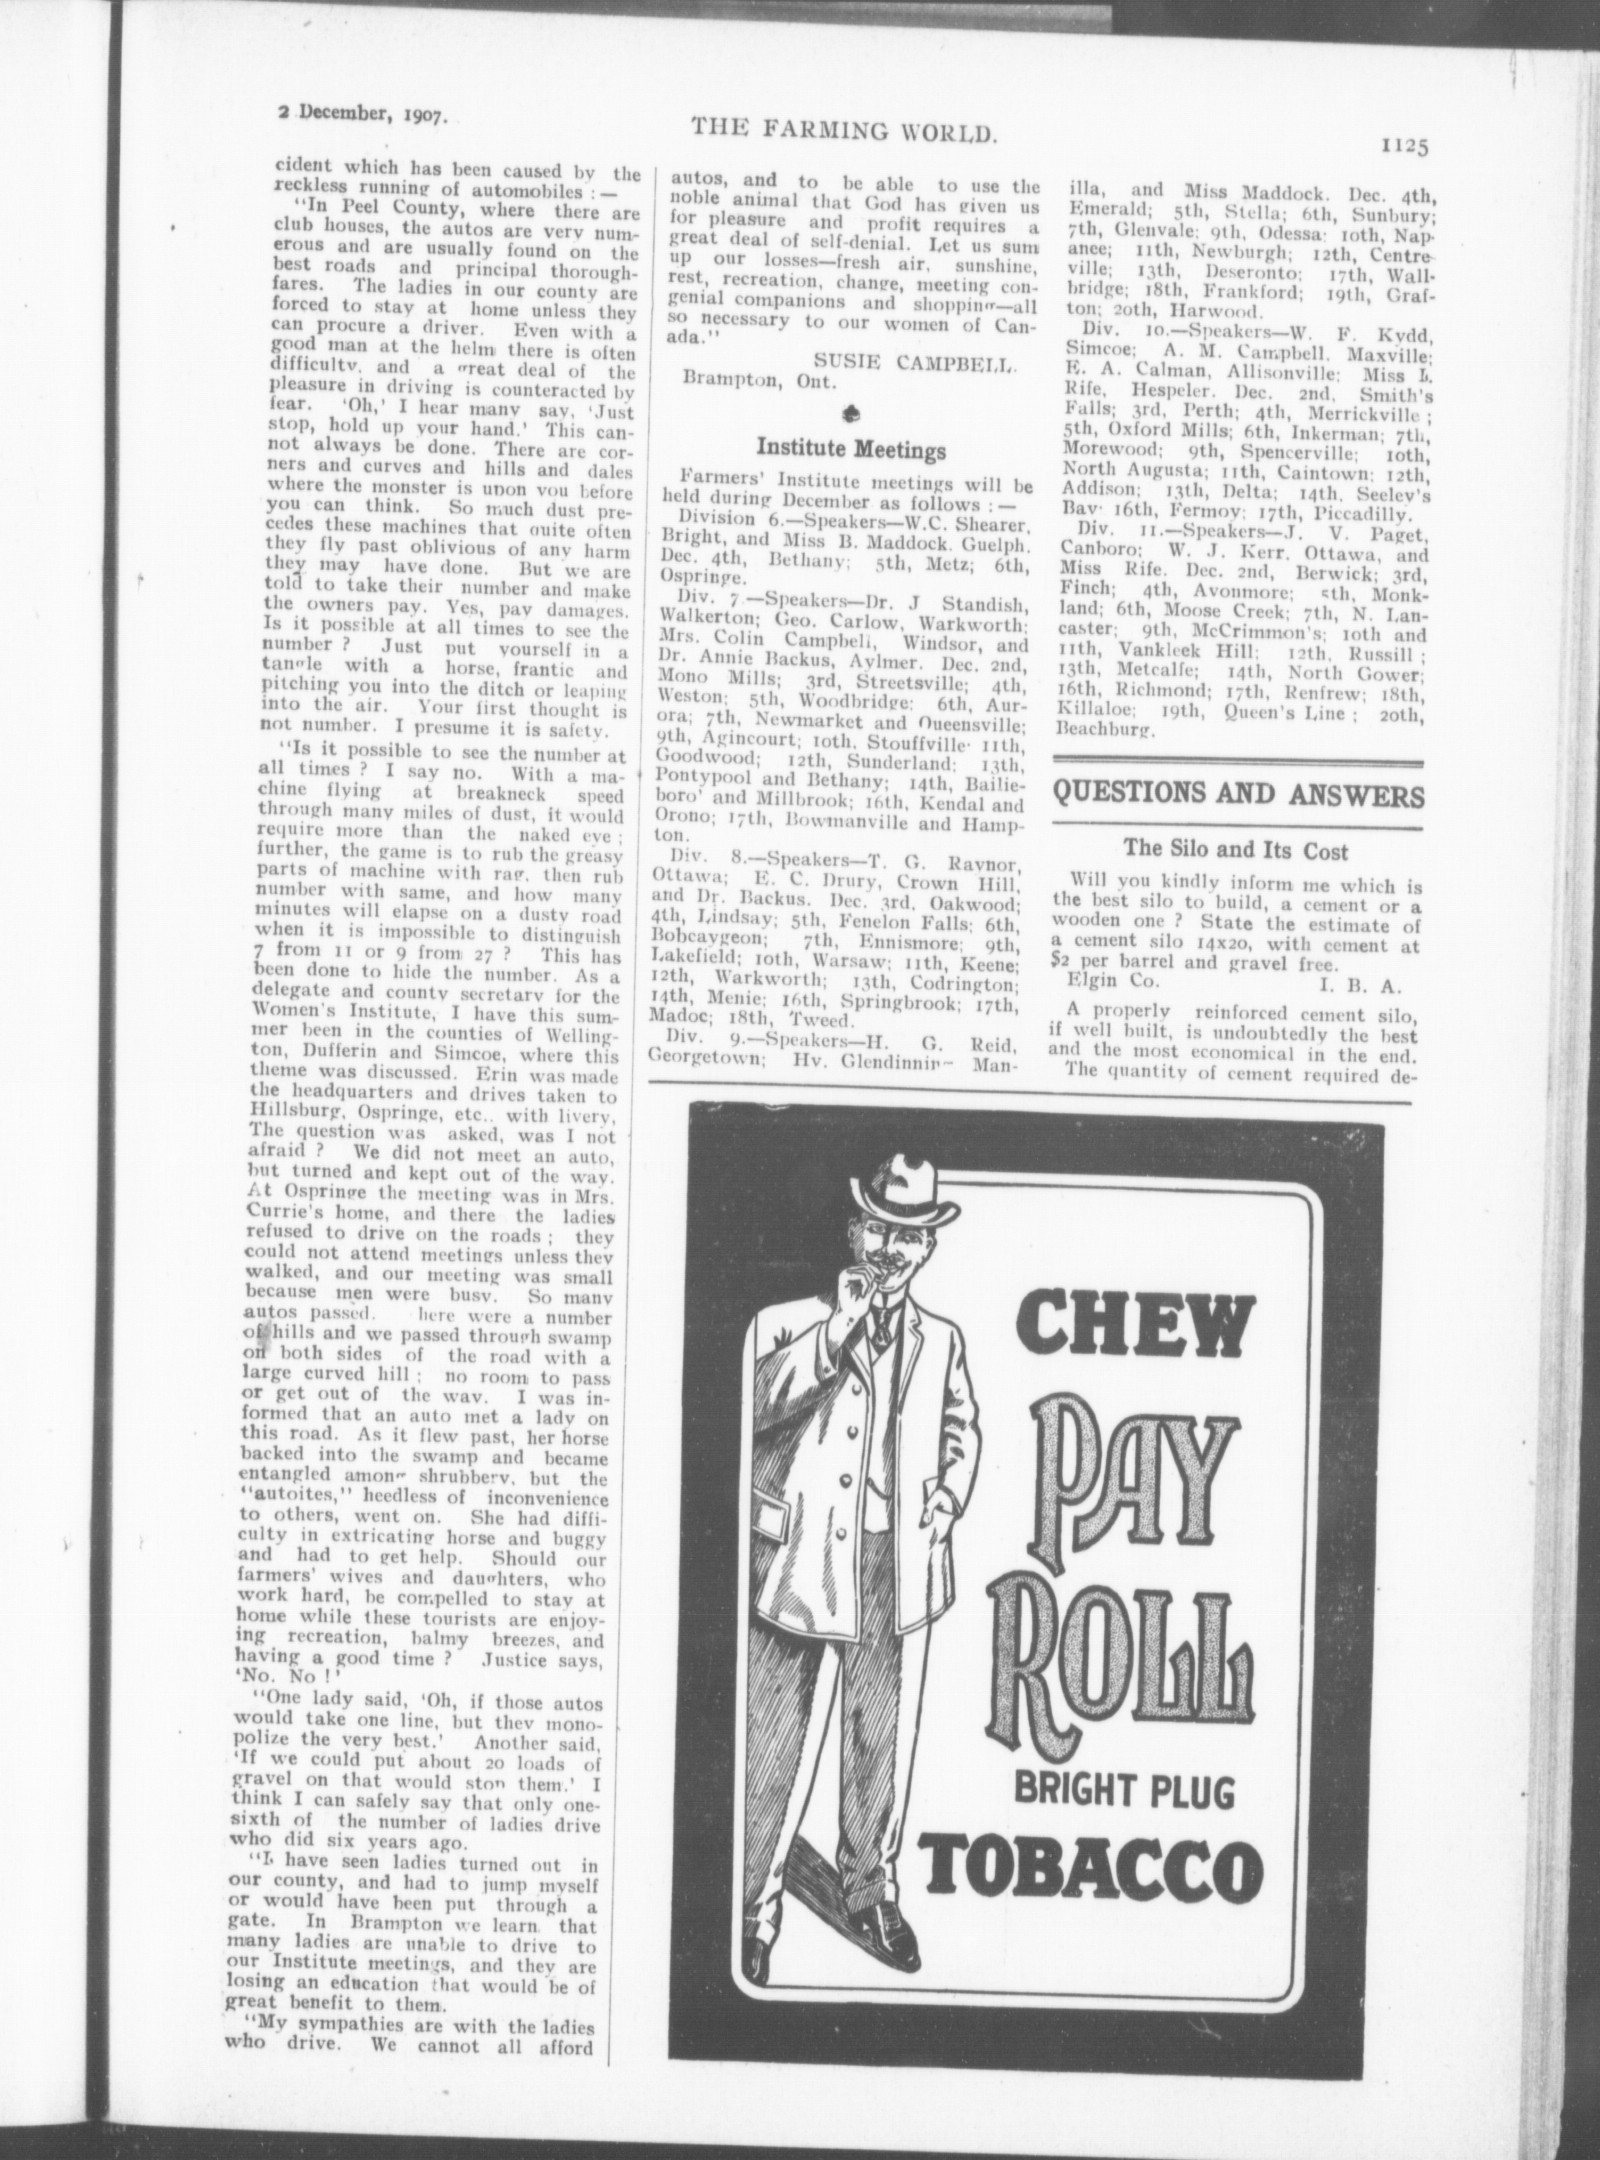 2 December, 1907.
THE FARMING WORLD.
1125
cident which has been caused by the
reckless running of automobiles :—
"In Peel County, where there are
club houses, the autos are very num-
erous and are usually found on the
best roads and principal thorough-
fares. The ladies in our county are
forced to stay at home unless they
can procure a driver. Even with a
good man at the helm there is often
difficulty, and a great deal of the
pleasure in driving is counteracted by
fear. 'Oh,' I hear many say, 'Just
stop, hold up your hand.' This can-
not always be done. There are cor-
ners and curves and hills and dales
where the monster is upon you before
you can think. So much dust pre-
cedes these machines that quite often
they fly past oblivious of any harm
they may have done. But we are
told to take their number and make
the owners pay. Yes, pay damages.
Is it possible at all times to see the
number ? Just put yourself in a
tangle with a horse, frantic and
pitching you into the ditch or leaping
into the air. Your first thought is
not number. I presume it is safety.
"Is it possible to see the number at
all times ? I say no. With a ma-
chine flying at breakneck speed
through many miles of dust, it would
require more than the naked eye ;
further, the game is to rub the greasy
parts of machine with rag, then rub
number with same, and how many
minutes will elapse on a dusty road
when it is impossible to distinguish
7 from 11 or 9 from 27 ? This has
been done to hide the number. As a
delegate and county secretary for the
Women's Institute, I have this sum-
mer been in the counties of Welling-
ton, Dufferin and Simcoe, where this
theme was discussed. Erin was made
the headquarters and drives taken to
Hillsburg, Ospringe, etc., with livery,
The question was asked, was I not
afraid ? We did not meet an auto,
but turned and kept out of the way.
At Ospringe the meeting was in Mrs.
Currie's home, and there the ladies
refused to drive on the roads ; they
could not attend meetings unless they
walked, and our meeting was small
because men were busy. So many
autos passed. here were a number
of hills and we passed through swamp
on both sides of the road with a
large curved hill ; no room to pass
or get out of the way. I was in-
formed that an auto met a lady on
this road. As it flew past, her horse
backed into the swamp and became
entangled among shrubbery, but the
"autoites," heedless of inconvenience
to others, went on. She had diffi-
culty in extricating horse and buggy
and had to get help. Should our
farmers' wives and daughters, who
work hard, be compelled to stay at
home while these tourists are enjoy-
ing recreation, balmy breezes, and
having a good time ? Justice says,
'No. No !'
"One lady said, 'Oh, if those autos
would take one line, but they mono-
polize the very best.' Another said,
'If we could put about 20 loads of
gravel on that would stop them.' I
think I can safely say that only one-
sixth of the number of ladies drive
who did six years ago.
"I have seen ladies turned out in
our county, and had to jump myself
or would have been put through a
gate. In Brampton we learn that
many ladies are unable to drive to
our Institute meetings, and they are
losing an education that would be of
great benefit to them.
"My sympathies are with the ladies
who drive. We cannot all afford
autos, and to be able to use the
noble animal that God has given us
for pleasure and profit requires a
great deal of self-denial. Let us sum
up our losses—fresh air, sunshine,
rest, recreation, change, meeting con-
genial companions and shopping—all
so necessary to our women of Can-
ada."
SUSIE CAMPBELL.
Brampton, Ont.
Institute Meetings
Farmers' Institute meetings will be
held during December as follows :—
Division 6.—Speakers—W.C. Shearer,
Bright, and Miss B. Maddock. Guelph.
Dec. 4th, Bethany; 5th, Metz; 6th,
Ospringe.
Div. 7.—Speakers—Dr. J Standish,
Walkerton; Geo. Carlow, Warkworth;
Mrs. Colin Campbell, Windsor, and
Dr. Annie Backus, Aylmer. Dec. 2nd,
Mono Mills; 3rd, Streetsville; 4th,
Weston; 5th, Woodbridge; 6th, Aur-
ora; 7th, Newmarket and Queensville;
9th, Agincourt; 10th, Stouffville; 11th,
Goodwood; 12th, Sunderland; 13th,
Pontypool and Bethany; 14th, Bailie-
boro' and Millbrook; 16th, Kendal and
Orono; 17th, Bowmanville and Hamp-
ton.
Div. 8.—Speakers—T. G. Raynor,
Ottawa; E. C. Drury, Crown Hill,
and Dr. Backus. Dec. 3rd, Oakwood;
4th, Lindsay; 5th, Fenelon Falls; 6th,
Bobcaygeon; 7th, Ennismore; 9th,
Lakefield; 10th, Warsaw; 11th, Keene;
12th, Warkworth; 13th, Codrington;
14th, Menie; 16th, Springbrook; 17th,
Madoc; 18th, Tweed.
Div. 9.—Speakers—H. G. Reid,
Georgetown; Hy. Glendinning Man-
illa, and Miss Maddock. Dec. 4th,
Emerald; 5th, Stella; 6th, Sunbury;
7th, Glenvale; 9th, Odessa; 10th, Nap-
anee; 11th, Newburgh; 12th, Centre-
ville; 13th, Deseronto; 17th, Wall-
bridge; 18th, Frankford; 19th, Graf-
ton; 20th, Harwood.
Div. 10.—Speakers—W. F. Kydd,
Simcoe; A. M. Campbell. Maxville;
E. A. Calman, Allisonville; Miss L.
Rife, Hespeler. Dec. 2nd, Smith's
Falls; 3rd, Perth; 4th, Merrickville ;
5th, Oxford Mills; 6th, Inkerman; 7th,
Morewood; 9th, Spencerville; 10th,
North Augusta; 11th, Caintown; 12th,
Addison; 13th, Delta; 14th, Seeley's
Bay; 16th, Fermoy; 17th, Piccadilly.
Div. 11.—Speakers—J. V. Paget,
Canboro; W. J. Kerr. Ottawa, and
Miss Rife. Dec. 2nd, Berwick; 3rd,
Finch; 4th, Avonmore; 5th, Monk-
land; 6th, Moose Creek; 7th, N. Lan-
caster; 9th, McCrimmon's; 10th and
11th, Vankleek Hill; 12th, Russill ;
13th, Metcalfe; 14th, North Gower;
16th, Richmond; 17th, Renfrew; 18th,
Killaloe; 19th, Queen's Line ; 20th,
Beachburg.
QUESTIONS AND ANSWERS
The Silo and Its Cost
Will you kindly inform me which is
the best silo to build, a cement or a
wooden one ? State the estimate of
a cement silo 14x20, with cement at
$2 per barrel and gravel free.
Elgin Co. I. B. A.
A properly reinforced cement silo,
if well built, is undoubtedly the best
and the most economical in the end.
The quantity of cement required de-
CHEW
PAY
ROLL
BRIGHT PLUG
TOBACCO